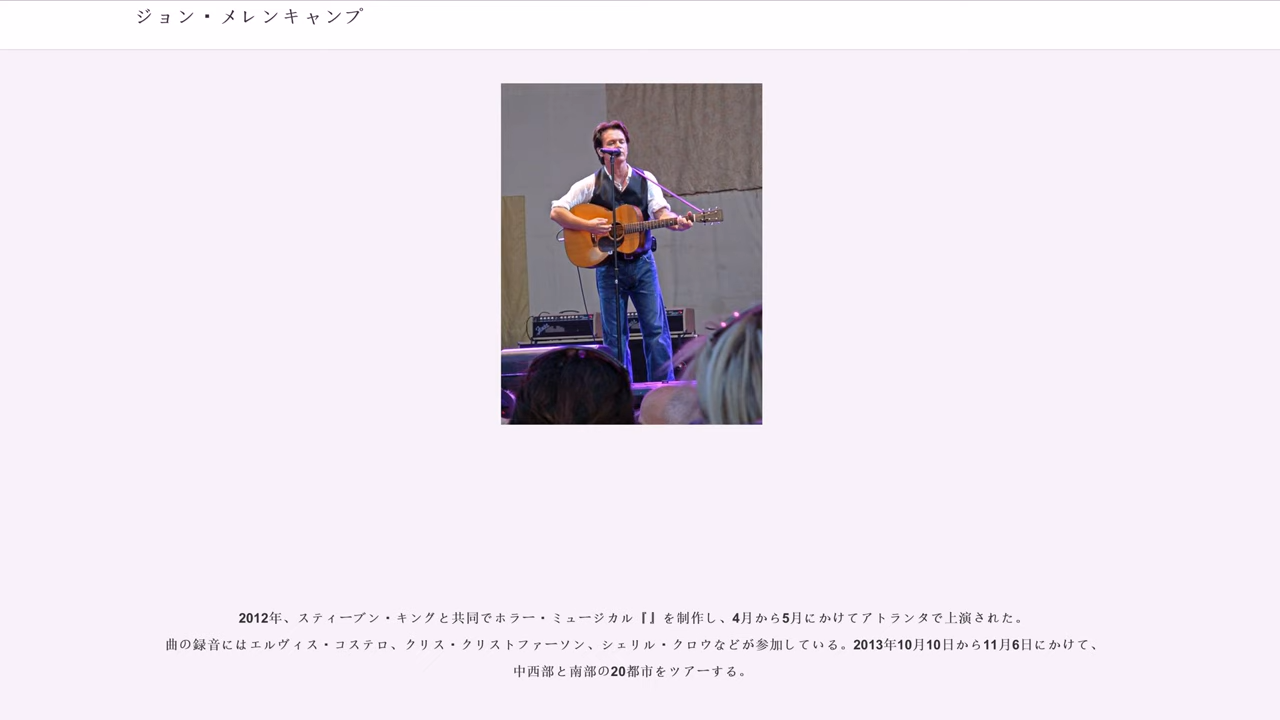 ジョン・メレンキャンプ
2012年、スティーブン・キングと共同でホラー・ミュージカル『』を制作し、4月から5月にかけてアトランタで上演された。
曲の録音にはエルヴィス・コステロ、クリス・クリストファーソン、シェリル・クロウなどが参加している。2013年10月10日から11月6日にかけて、
中西部と南部の20都市をツアーする。